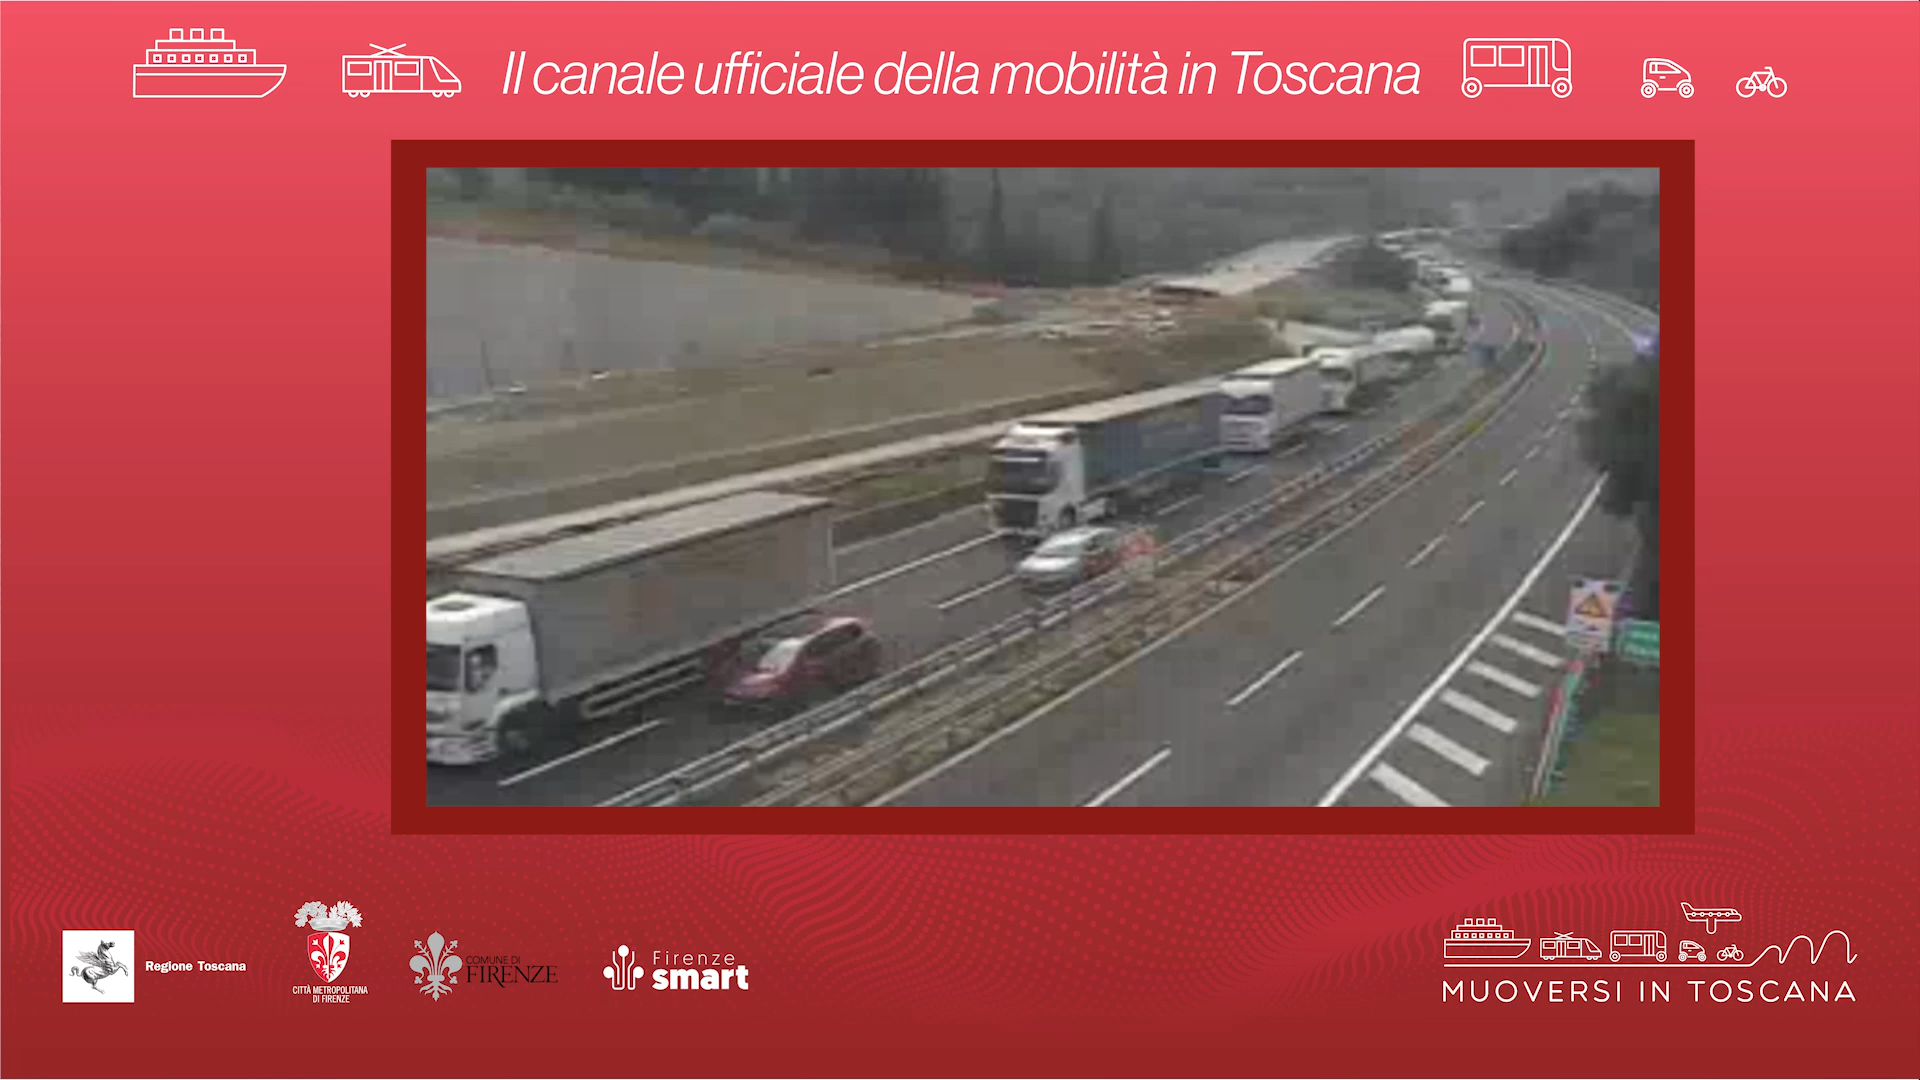 Il canale ufficiale della mobilità in Toscana
Regione Toscana
CITTÀ METROPOLITANA
DI FIRENZE
COMUNE DI
FIRENZE
Firenze
smart
MUOVERSI IN TOSCANA